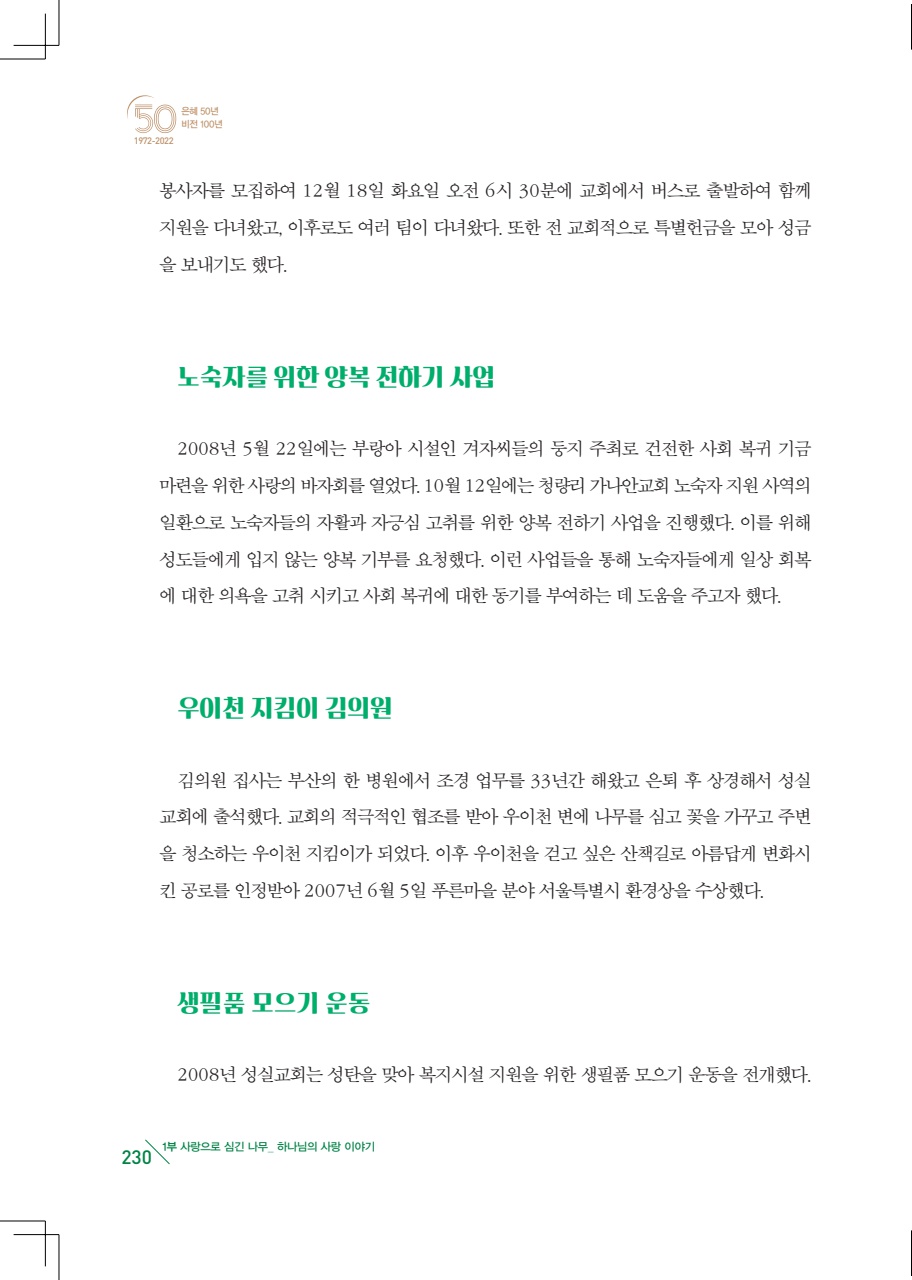 50
은혜 50년
비전 100년
1972-2022
봉사자를 모집하여 12월 18일 화요일 오전 6시 30분에 교회에서 버스로 출발하여 함께
지원을 다녀왔고, 이후로도 여러 팀이 다녀왔다. 또한 전 교회적으로 특별헌금을 모아 성금
을 보내기도 했다.
노숙자를 위한 양복 전하기 사업
2008년 5월 22일에는 부랑아 시설인 겨자씨들의 둥지 주최로 건전한 사회 복귀 기금
마련을 위한 사랑의 바자회를 열었다. 10월 12일에는 청량리 가나안교회 노숙자 지원 사역의
일환으로 노숙자들의 자활과 자긍심 고취를 위한 양복 전하기 사업을 진행했다. 이를 위해
성도들에게 입지 않는 양복 기부를 요청했다. 이런 사업들을 통해 노숙자들에게 일상 회복
에 대한 의욕을 고취 시키고 사회 복귀에 대한 동기를 부여하는 데 도움을 주고자 했다.
우이천 지킴이 김의원
김의원 집사는 부산의 한 병원에서 조경 업무를 33년간 해왔고 은퇴 후 상경해서 성실
교회에 출석했다. 교회의 적극적인 협조를 받아 우이천 변에 나무를 심고 꽃을 가꾸고 주변
을 청소하는 우이천 지킴이가 되었다. 이후 우이천을 걷고 싶은 산책길로 아름답게 변화시
킨 공로를 인정받아 2007년 6월 5일 푸른마을 분야 서울특별시 환경상을 수상했다.
생필품 모으기 운동
2008년 성실교회는 성탄을 맞아 복지시설 지원을 위한 생필품 모으기 운동을 전개했다.
230
1부 사랑으로 심긴 나무_ 하나님의 사랑 이야기